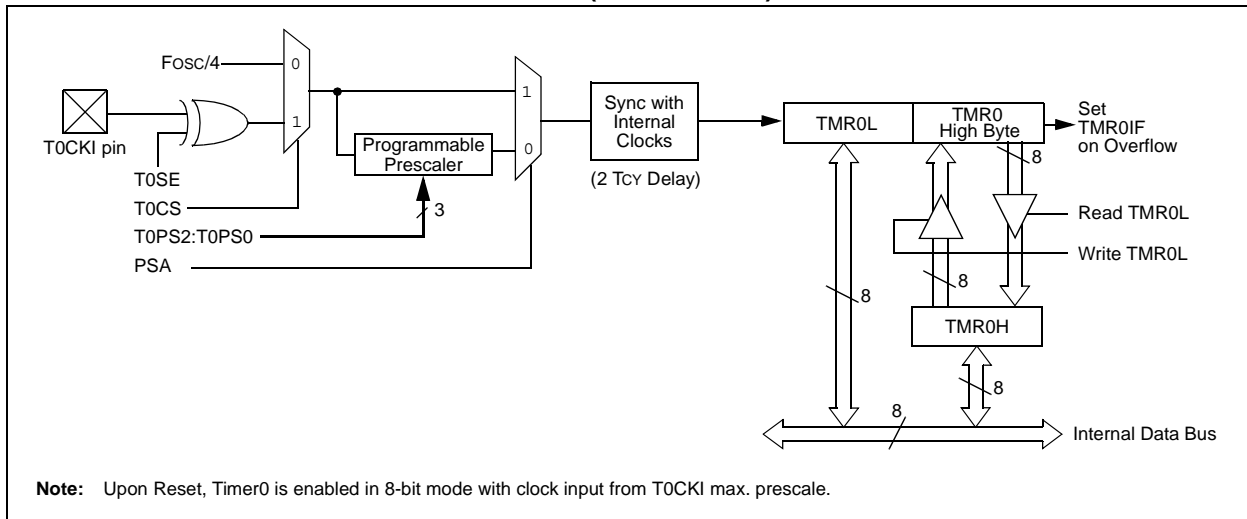 FOSC/4
0
1
T0CKI pin
T0SE
T0CS
T0PS2:T0PS0
PSA
Programmable
Prescaler
3
1
0
Sync with
Internal
Clocks
(2 TCY Delay)
TMR0L
TMR0
High Byte
Set
TMR0IF
on Overflow
8
Read TMR0L
Write TMR0L
8
8
TMR0H
8
8
Internal Data Bus
Note: Upon Reset, Timer0 is enabled in 8-bit mode with clock input from T0CKI max. prescale.